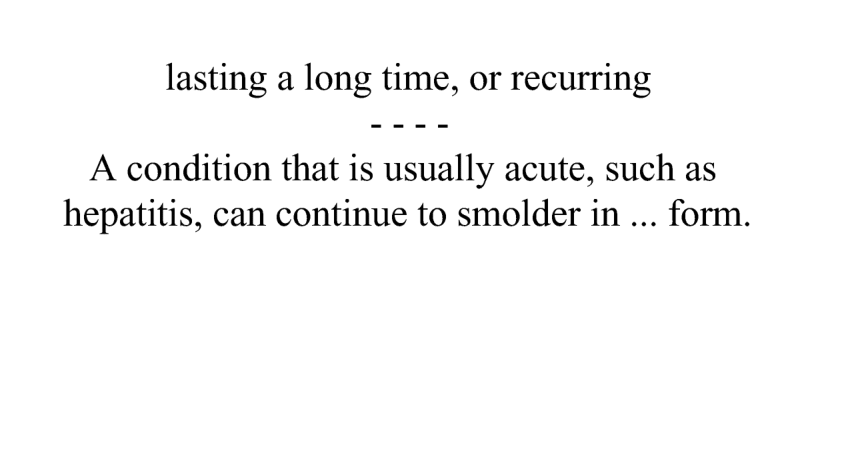 lasting a long time, or recurring
- - - -
A condition that is usually acute, such as
hepatitis, can continue to smolder in ... form.